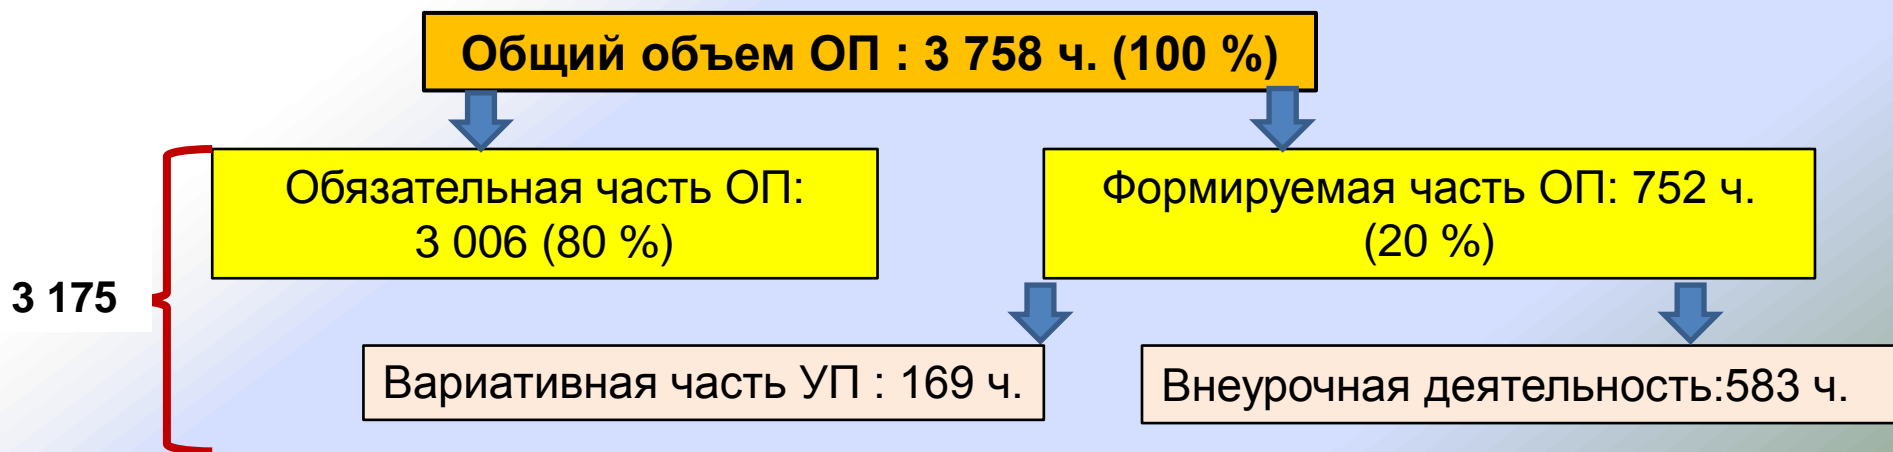 Общий объем ОП : 3 758 ч. (100 %)
Обязательная часть ОП:
3 006 (80 %)
Формируемая часть ОП: 752 ч.
(20 %)
3 175
Вариативная часть УП : 169 ч.
Внеурочная деятельность:583 ч.